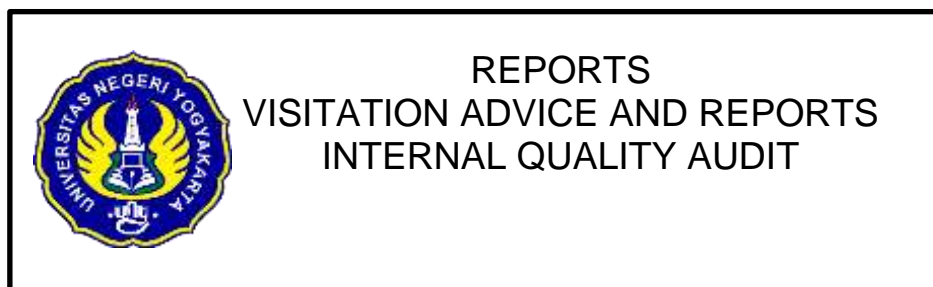 REPORTS
VISITATION ADVICE AND REPORTS
INTERNAL QUALITY AUDIT
UNIVERSITAS NEGERI YOGYAKARTA